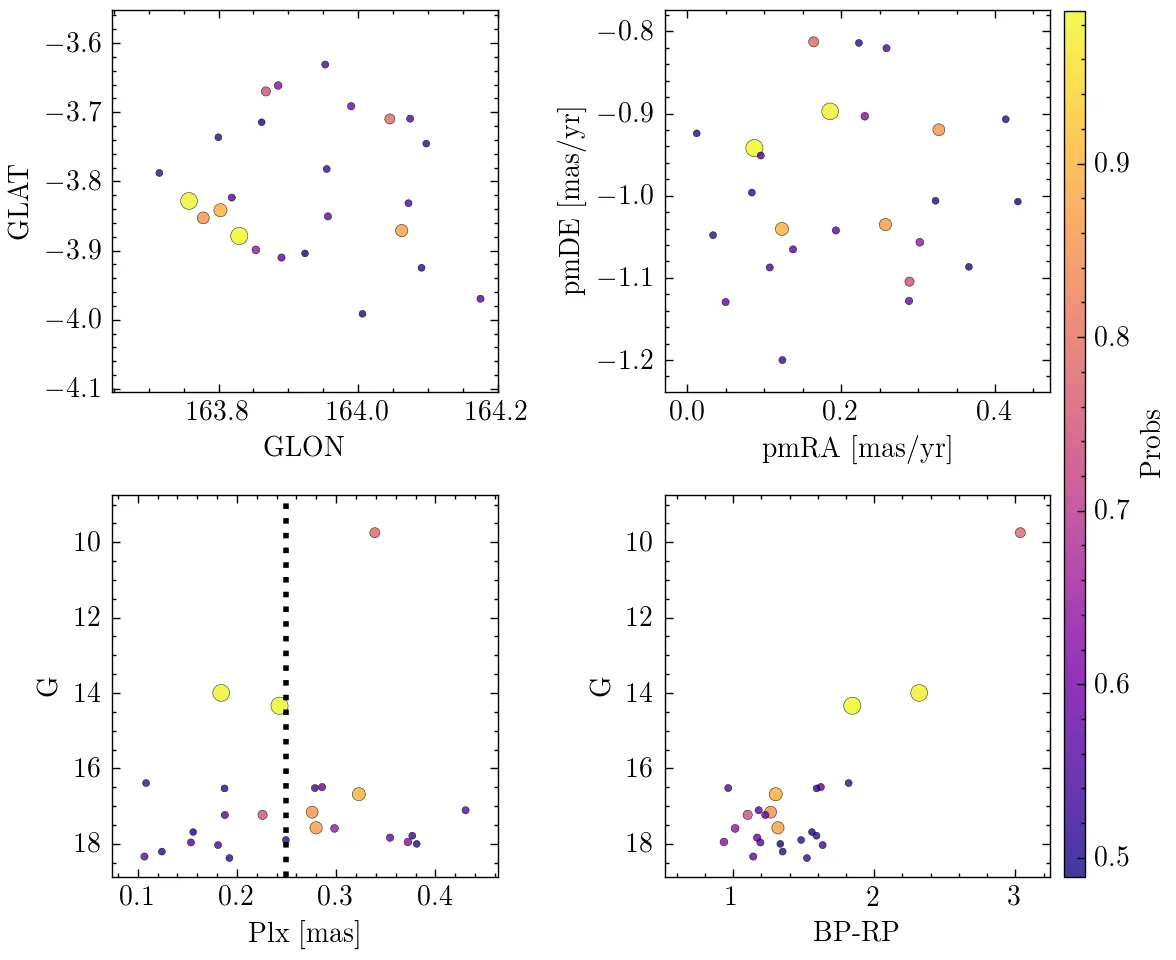 −3.6
−3.7
−3.8
−3.9
−4.0
−4.1
GLAT
163.8 164.0 164.2
GLON
−0.8
−0.9
−1.0
−1.1
−1.2
pmDE [mas/yr]
0.0 0.2 0.4
pmRA [mas/yr]
10
12
14
16
18
G
0.1 0.2 0.3 0.4
Plx [mas]
10
12
14
16
18
G
1 2 3
BP-RP
0.9
0.8
0.7
0.6
0.5
Probs